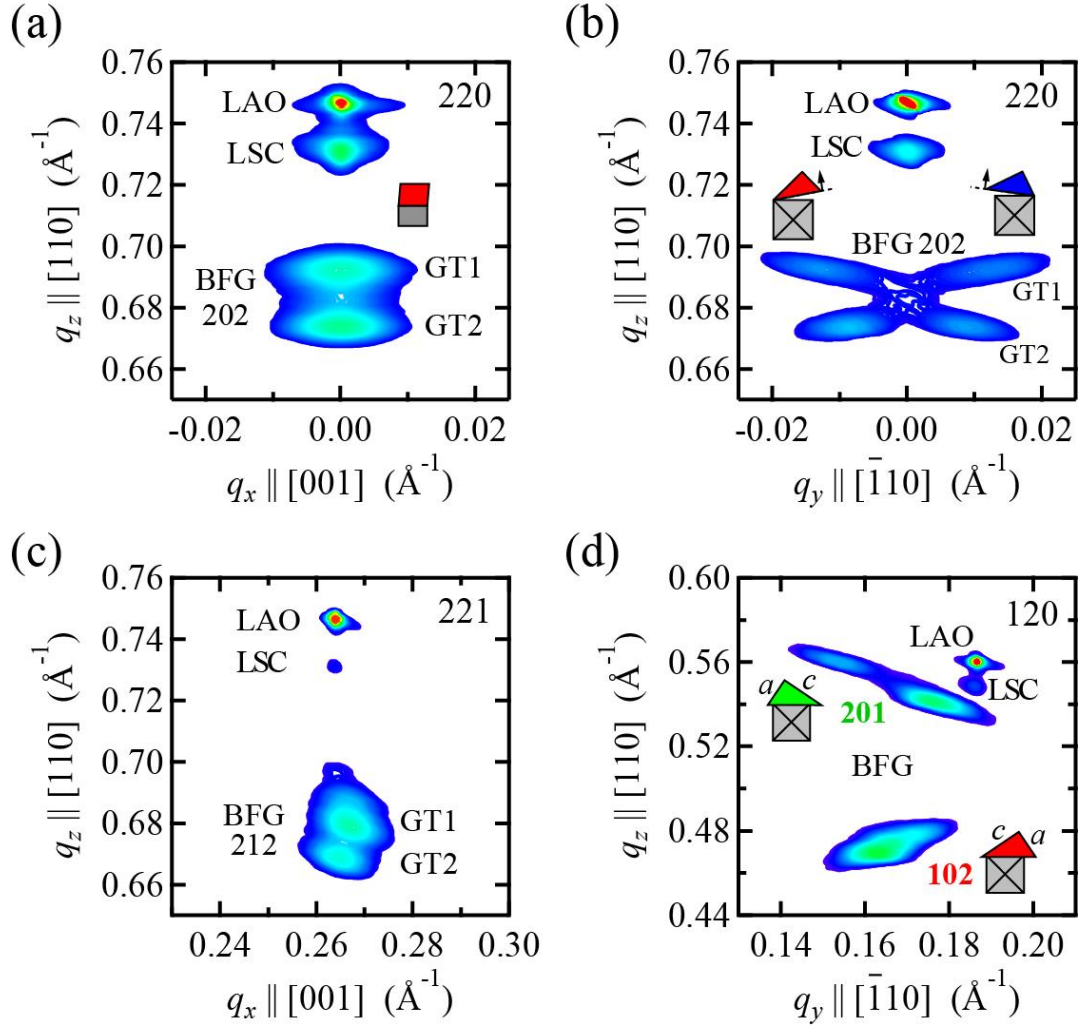 (a)
220
LAO
LSC
BFG
202
GT1
GT2
0.76
0.74
0.72
0.70
0.68
0.66
q_z || [110] (Å⁻¹)
-0.02
0.00
0.02
q_x || [001] (Å⁻¹)
(b)
220
LAO
LSC
BFG 202
GT1
GT2
0.76
0.74
0.72
0.70
0.68
0.66
q_z || [110] (Å⁻¹)
-0.02
0.00
0.02
q_y || [1̄10] (Å⁻¹)
(c)
221
LAO
LSC
BFG
212
GT1
GT2
0.76
0.74
0.72
0.70
0.68
0.66
q_z || [110] (Å⁻¹)
0.24
0.26
0.28
0.30
q_x || [001] (Å⁻¹)
(d)
120
LAO
LSC
a
c
201
BFG
102
c
a
0.60
0.56
0.52
0.48
0.44
q_z || [110] (Å⁻¹)
0.14
0.16
0.18
0.20
q_y || [1̄10] (Å⁻¹)